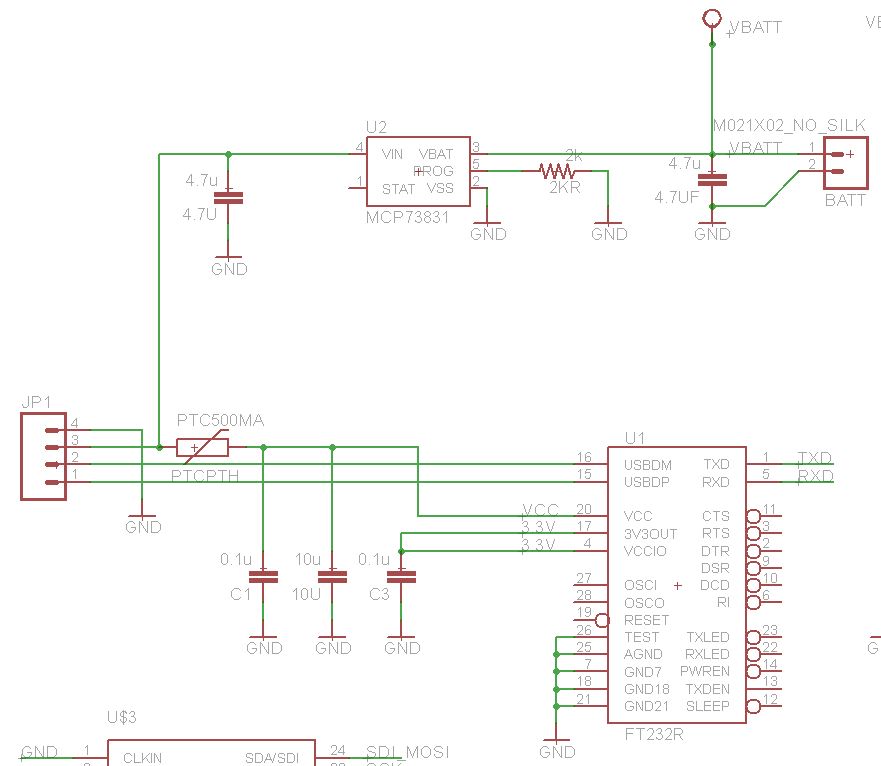 VBATT
VE
M021X02_NO_SILK
U2
4 VIN VBAT 3
PROG 5
1 STAT VSS 2
MCP73831
2k
2KR
VBATT
1
2
4.7u
4.7UF
BATT
4.7u
4.7U
GND
GND
GND
GND
JP1
4
3
2
1
PTC500MA
PTCPTH
GND
U1
16 USBDM TXD 1 TXD
15 USBDP RXD 5 RXD
VCC 20 VCC CTS 11
3.3V 17 3V3OUT RTS 3
3.3V 4 VCCIO DTR 2
DSR 9
27 OSCI DCD 10
28 OSCO RI 6
19 RESET
26 TEST TXLED 23
25 AGND RXLED 22
7 GND7 PWREN 14
18 GND18 TXDEN 13
21 GND21 SLEEP 12
FT232R
GND
0.1u
C1
GND
10u
10U
GND
0.1u
C3
GND
G
U$3
GND 1 CLKIN SDA/SDI 24 SDI_MOSI